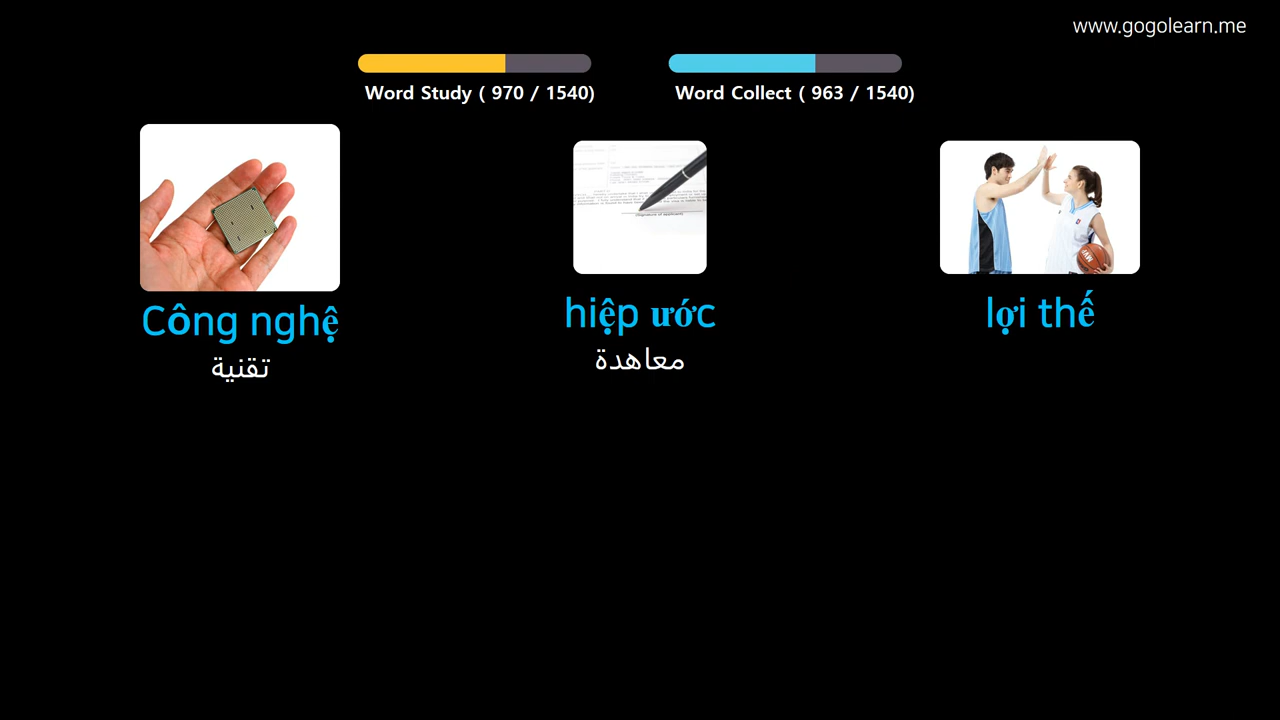 www.gogolearn.me
Word Study ( 970 / 1540)
Word Collect ( 963 / 1540)
Công nghệ
تقنية
hiệp ước
معاهدة
lợi thế